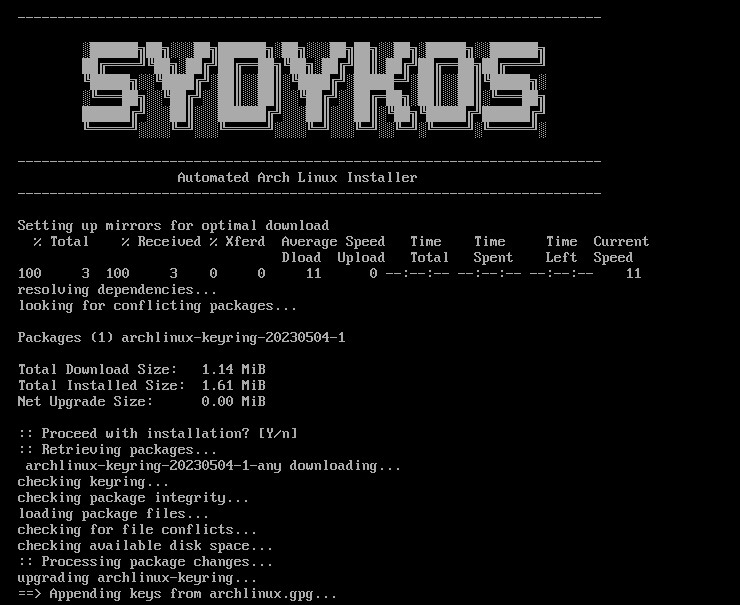 SYDYKOS
Automated Arch Linux Installer
Setting up mirrors for optimal download
% Total % Received % Xferd Average Speed Time Time Time Current
Dload Upload Total Spent Left Speed
100 3 100 3 0 0 11 0 --:--:-- --:--:-- --:--:-- 11
resolving dependencies...
looking for conflicting packages...
Packages (1) archlinux-keyring-20230504-1
Total Download Size: 1.14 MiB
Total Installed Size: 1.61 MiB
Net Upgrade Size: 0.00 MiB
:: Proceed with installation? [Y/n]
:: Retrieving packages...
archlinux-keyring-20230504-1-any downloading...
checking keyring...
checking package integrity...
loading package files...
checking for file conflicts...
checking available disk space...
:: Processing package changes...
upgrading archlinux-keyring...
==> Appending keys from archlinux.gpg...